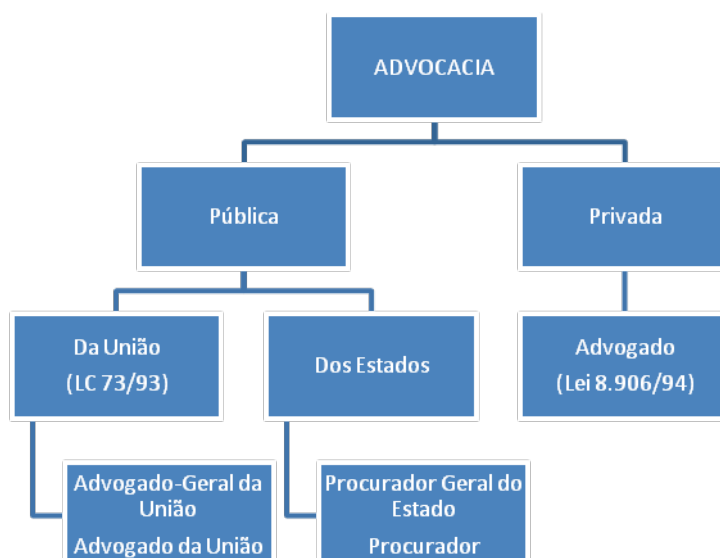 ADVOCACIA
Pública
Privada
Da União
(LC 73/93)
Dos Estados
Advogado
(Lei 8.906/94)
Advogado-Geral da
União
Advogado da União
Procurador Geral do
Estado
Procurador